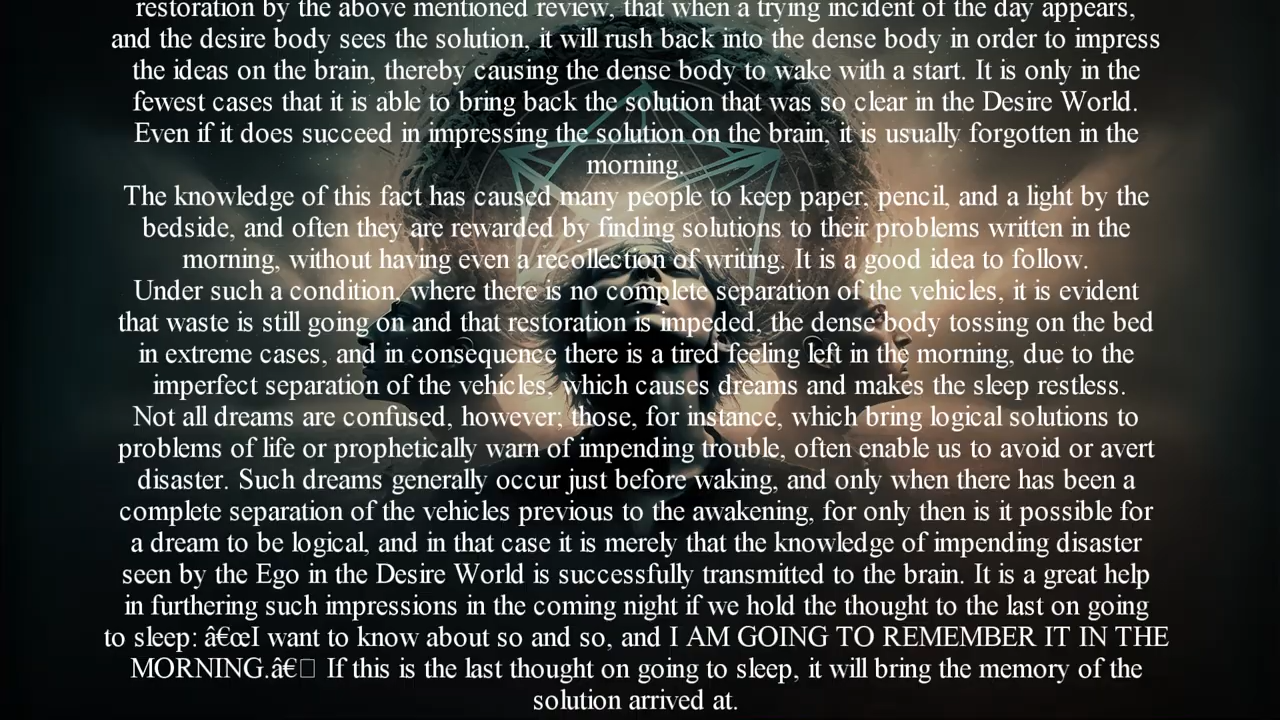 restoration by the above mentioned review, that when a trying incident of the day appears,
and the desire body sees the solution, it will rush back into the dense body in order to impress
the ideas on the brain, thereby causing the dense body to wake with a start. It is only in the
fewest cases that it is able to bring back the solution that was so clear in the Desire World.
Even if it does succeed in impressing the solution on the brain, it is usually forgotten in the
morning.
The knowledge of this fact has caused many people to keep paper, pencil, and a light by the
bedside, and often they are rewarded by finding solutions to their problems written in the
morning, without having even a recollection of writing. It is a good idea to follow.
Under such a condition, where there is no complete separation of the vehicles, it is evident
that waste is still going on and that restoration is impeded, the dense body tossing on the bed
in extreme cases, and in consequence there is a tired feeling left in the morning, due to the
imperfect separation of the vehicles, which causes dreams and makes the sleep restless.
Not all dreams are confused, however; those, for instance, which bring logical solutions to
problems of life or prophetically warn of impending trouble, often enable us to avoid or avert
disaster. Such dreams generally occur just before waking, and only when there has been a
complete separation of the vehicles previous to the awakening, for only then is it possible for
a dream to be logical, and in that case it is merely that the knowledge of impending disaster
seen by the Ego in the Desire World is successfully transmitted to the brain. It is a great help
in furthering such impressions in the coming night if we hold the thought to the last on going
to sleep: â€œI want to know about so and so, and I AM GOING TO REMEMBER IT IN THE
MORNING.â€□ If this is the last thought on going to sleep, it will bring the memory of the
solution arrived at.